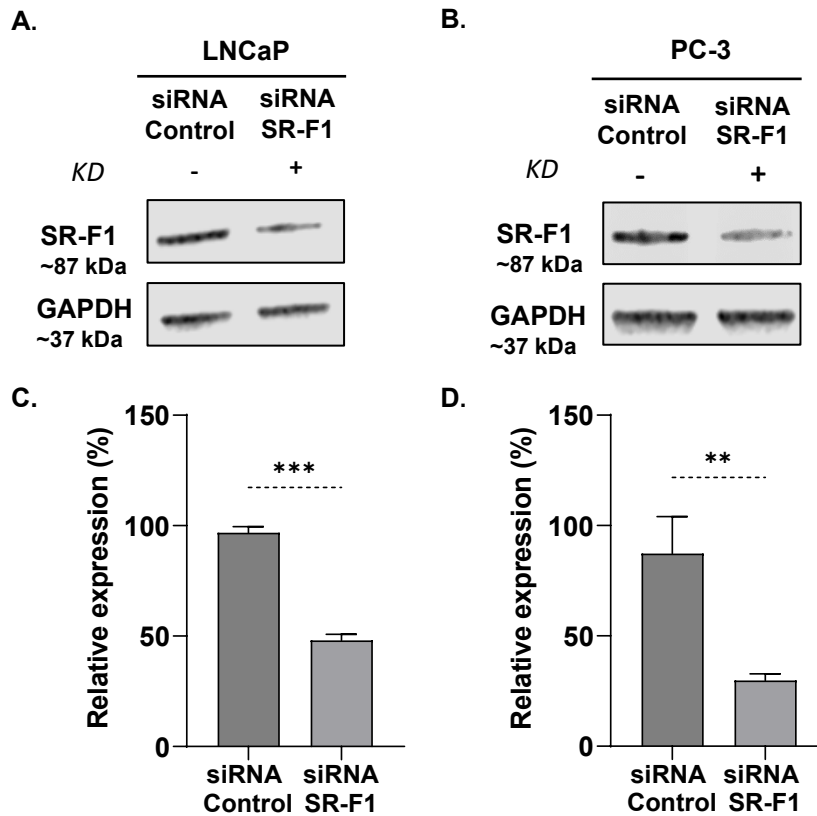 A.
LNCaP
siRNA Control
siRNA SR-F1
KD - +
SR-F1
~87 kDa
GAPDH
~37 kDa
B.
PC-3
siRNA Control
siRNA SR-F1
KD - +
SR-F1
~87 kDa
GAPDH
~37 kDa
C.
Relative expression (%)
150
100
50
0
***
siRNA Control
siRNA SR-F1
D.
Relative expression (%)
150
100
50
0
**
siRNA Control
siRNA SR-F1